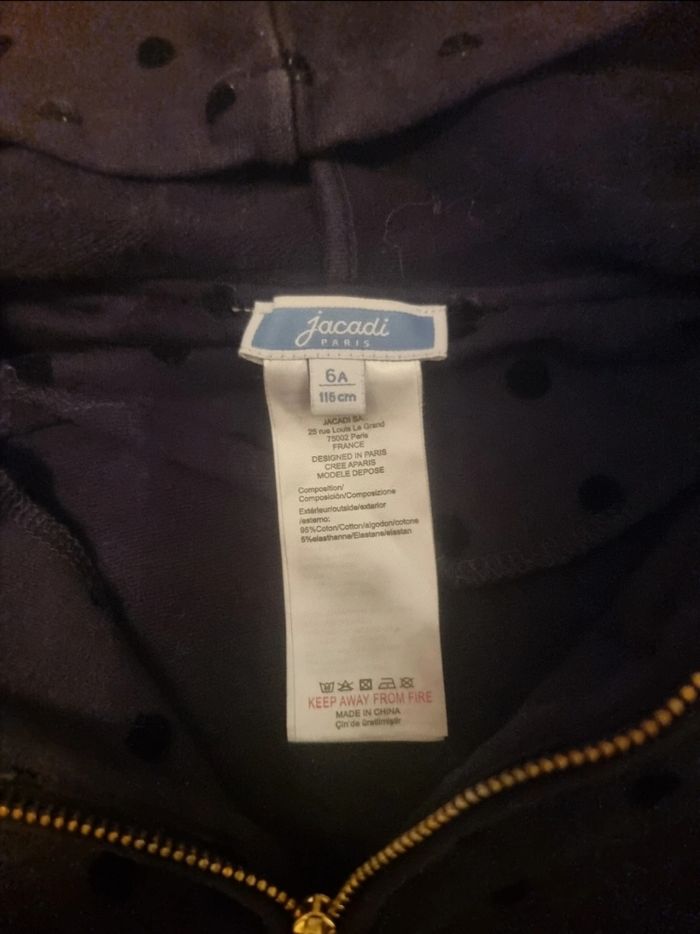 jacadi
PARIS
6A
116 cm
JACADI SA
25 rue Louis Le Grand
75002 Paris
FRANCE
DESIGNED IN PARIS
CREE APARIS
MODELE DEPOSE
Composition/
Composición/Composizione
Extérieur/outside/exterior
/esterno:
95%Coton/Cotton/algodon/cotone
5%elasthanne/Elastane/elastan
KEEP AWAY FROM FIRE
MADE IN CHINA
Çin'de üretilmiştir